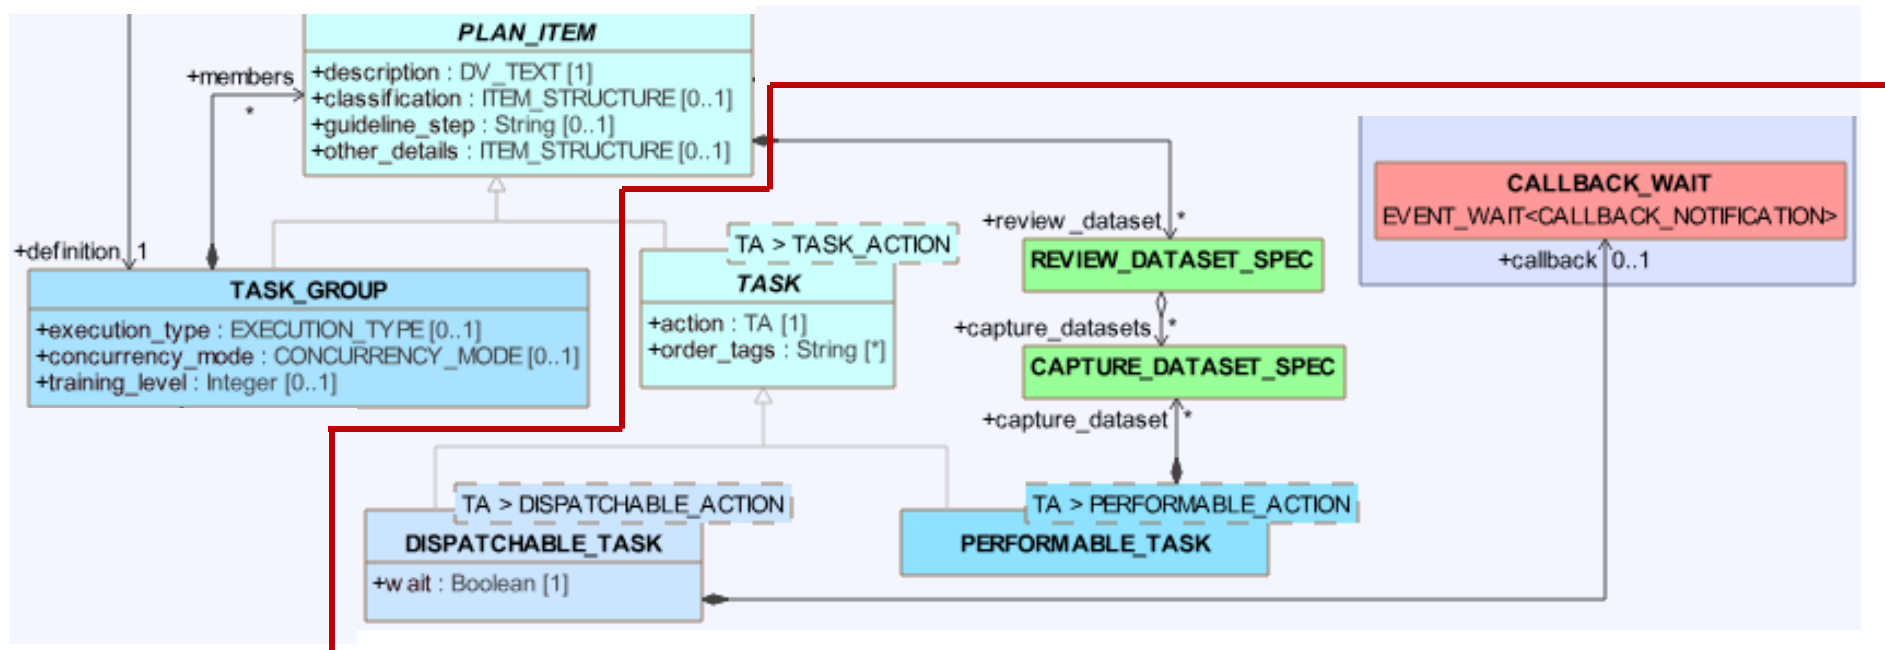 PLAN_ITEM
+description : DV_TEXT [1]
+classification : ITEM_STRUCTURE [0..1]
+guideline_step : String [0..1]
+other_details : ITEM_STRUCTURE [0..1]
+members
*
+definition 1
TASK_GROUP
+execution_type : EXECUTION_TYPE [0..1]
+concurrency_mode : CONCURRENCY_MODE [0..1]
+training_level : Integer [0..1]
TA > TASK_ACTION
TASK
+action : TA [1]
+order_tags : String [*]
+review_dataset *
REVIEW_DATASET_SPEC
+capture_datasets *
CAPTURE_DATASET_SPEC
+capture_dataset *
CALLBACK_WAIT
EVENT_WAIT<CALLBACK_NOTIFICATION>
+callback 0..1
TA > DISPATCHABLE_ACTION
DISPATCHABLE_TASK
+wait : Boolean [1]
TA > PERFORMABLE_ACTION
PERFORMABLE_TASK